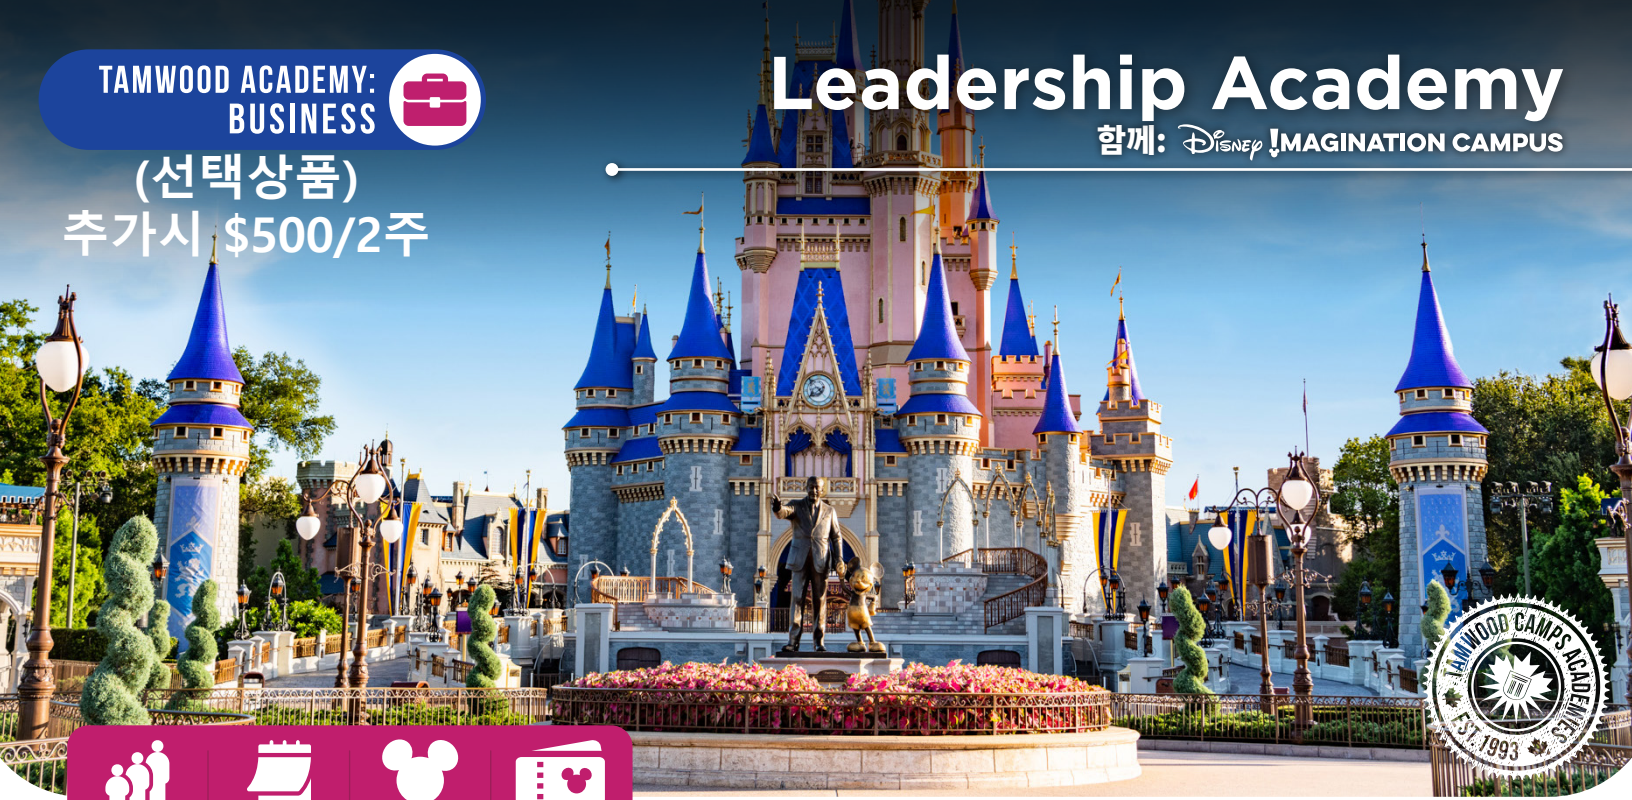 TAMWOOD ACADEMY:
BUSINESS
(선택상품)
추가시 $500/2주
Leadership Academy
함께: Disney !MAGINATION CAMPUS
TAMWOOD CAMPS ACADEMIES
EST. 1993